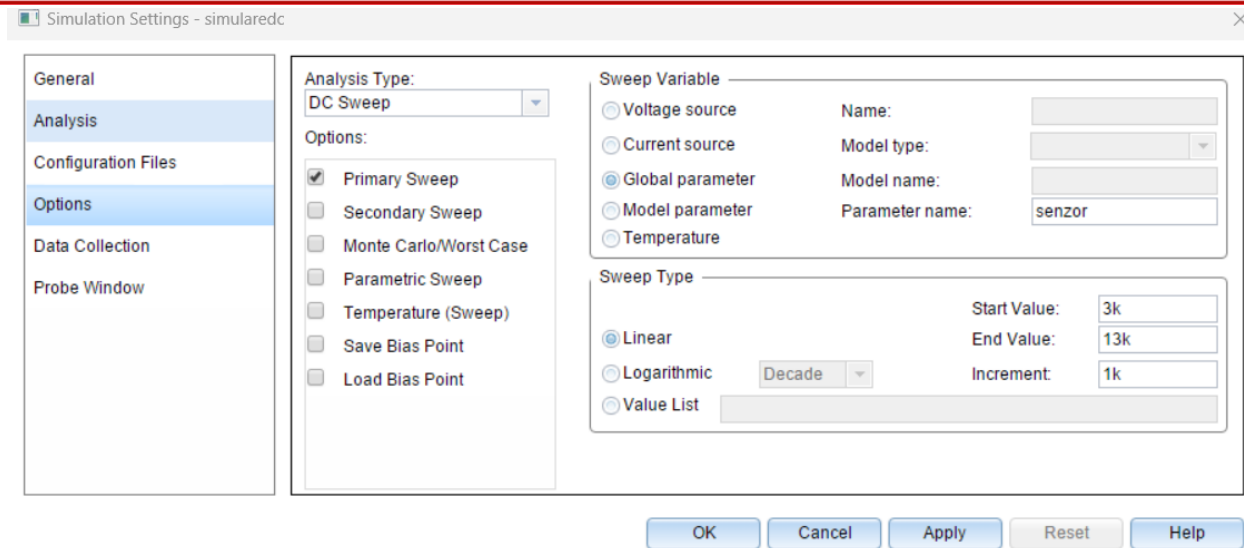 Simulation Settings - simularedc
General
Analysis
Configuration Files
Options
Data Collection
Probe Window
Analysis Type:
DC Sweep
Options:
Primary Sweep
Secondary Sweep
Monte Carlo/Worst Case
Parametric Sweep
Temperature (Sweep)
Save Bias Point
Load Bias Point
Sweep Variable
Voltage source
Name:
Current source
Model type:
Global parameter
Model name:
Model parameter
Parameter name: senzor
Temperature
Sweep Type
Start Value: 3k
Linear
End Value: 13k
Logarithmic Decade
Increment: 1k
Value List
OK Cancel Apply Reset Help